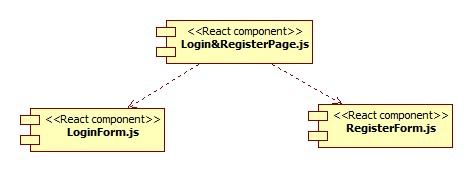 <<React component>>
Login&RegisterPage.js
<<React component>>
LoginForm.js
<<React component>>
RegisterForm.js